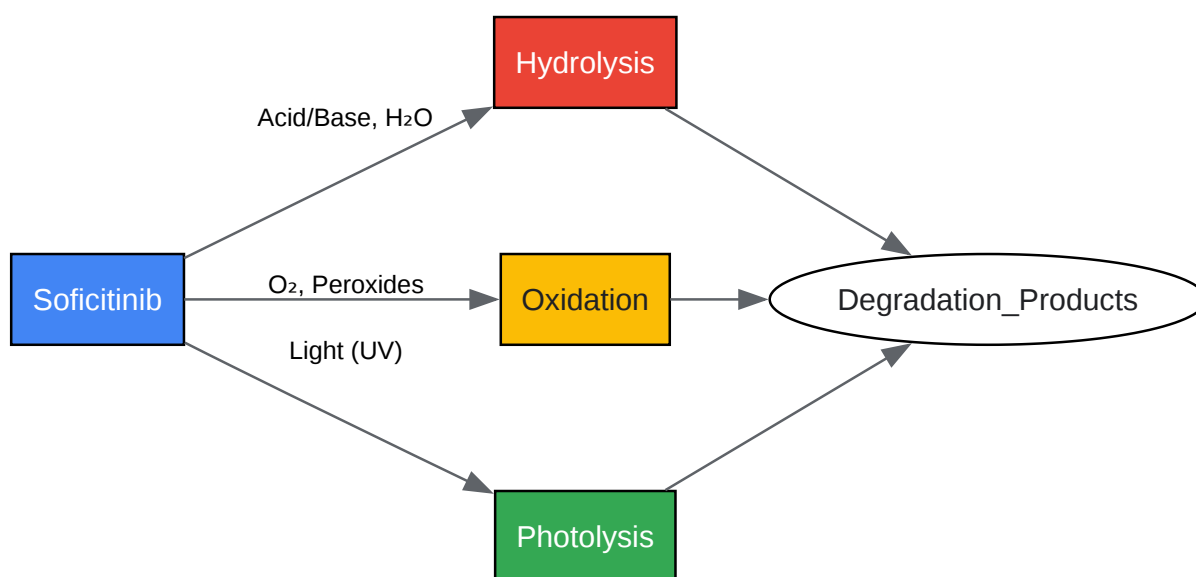 Hydrolysis
Acid/Base, H₂O
Soficitinib
O₂, Peroxides
Oxidation
Degradation_Products
Light (UV)
Photolysis